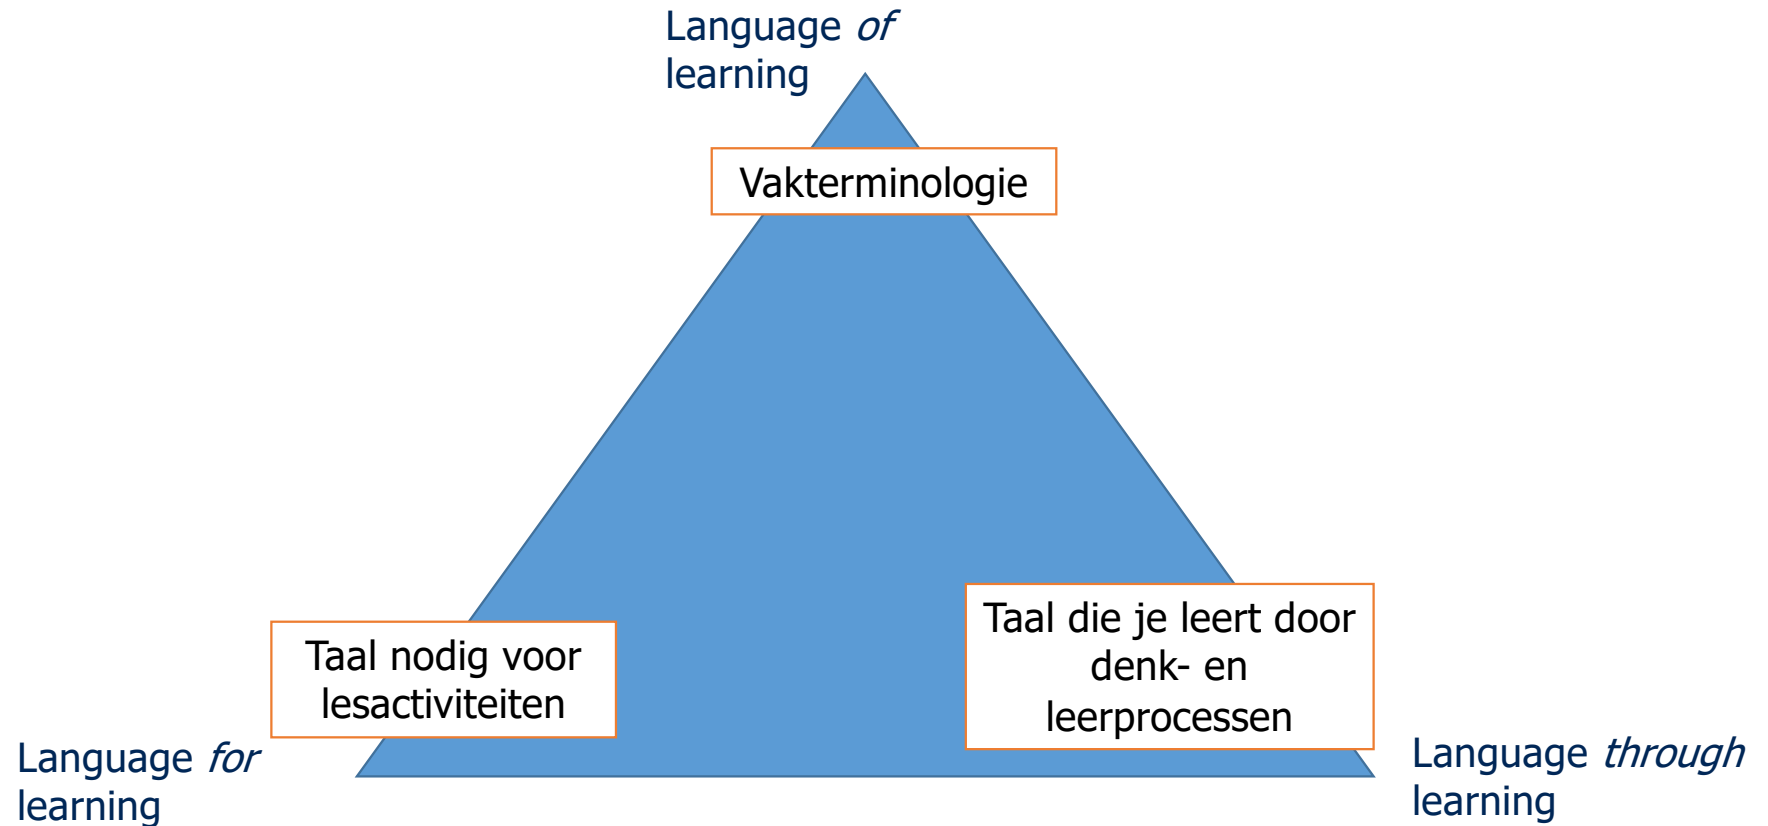 Language of
learning
Vakterminologie
Taal nodig voor
lesactiviteiten
Taal die je leert door
denk- en
leerprocessen
Language for
learning
Language through
learning